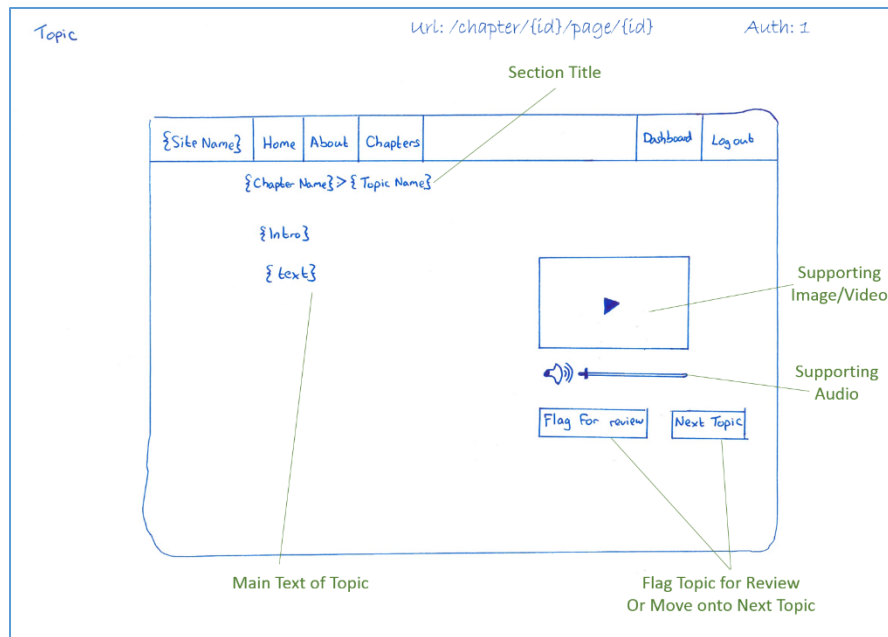 Topic
Url: /chapter/{id}/page/{id}
Auth: 1
Section Title
{Site Name}
Home
About
Chapters
Dashboard
Logout
{Chapter Name}>{Topic Name}
{Intro}
{text}
Supporting
Image/Video
Supporting
Audio
Flag For review
Next Topic
Main Text of Topic
Flag Topic for Review
Or Move onto Next Topic